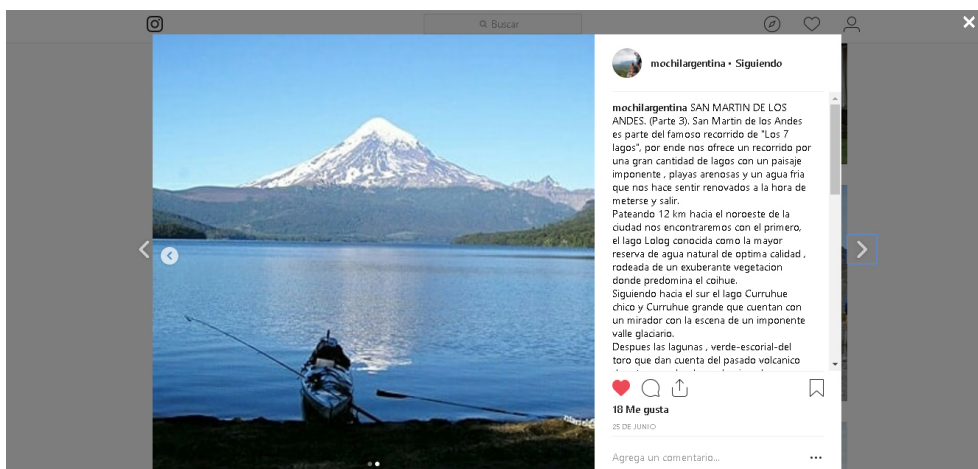 Buscar
mochilargentina • Siguiendo
mochilargentina SAN MARTIN DE LOS
ANDES. (Parte 3). San Martin de los Andes
es parte del famoso recorrido de "Los 7
lagos", por ende nos ofrece un recorrido por
una gran cantidad de lagos con un paisaje
imponente , playas arenosas y un agua fria
que nos hace sentir renovados a la hora de
meterse y salir.
Pateando 12 km hacia el noroeste de la
ciudad nos encontraremos con el primero,
el lago Lolog conocida como la mayor
reserva de agua natural de optima calidad ,
rodeada de un exuberante vegetacion
donde predomina el coihue.
Siguiendo hacia el sur el lago Curruhue
chico y Curruhue grande que cuentan con
un mirador con la escena de un imponente
valle glaciario.
Despues las lagunas , verde-escorial-del
toro que dan cuenta del pasado volcanico
18 Me gusta
25 DE JUNIO
Agrega un comentario...